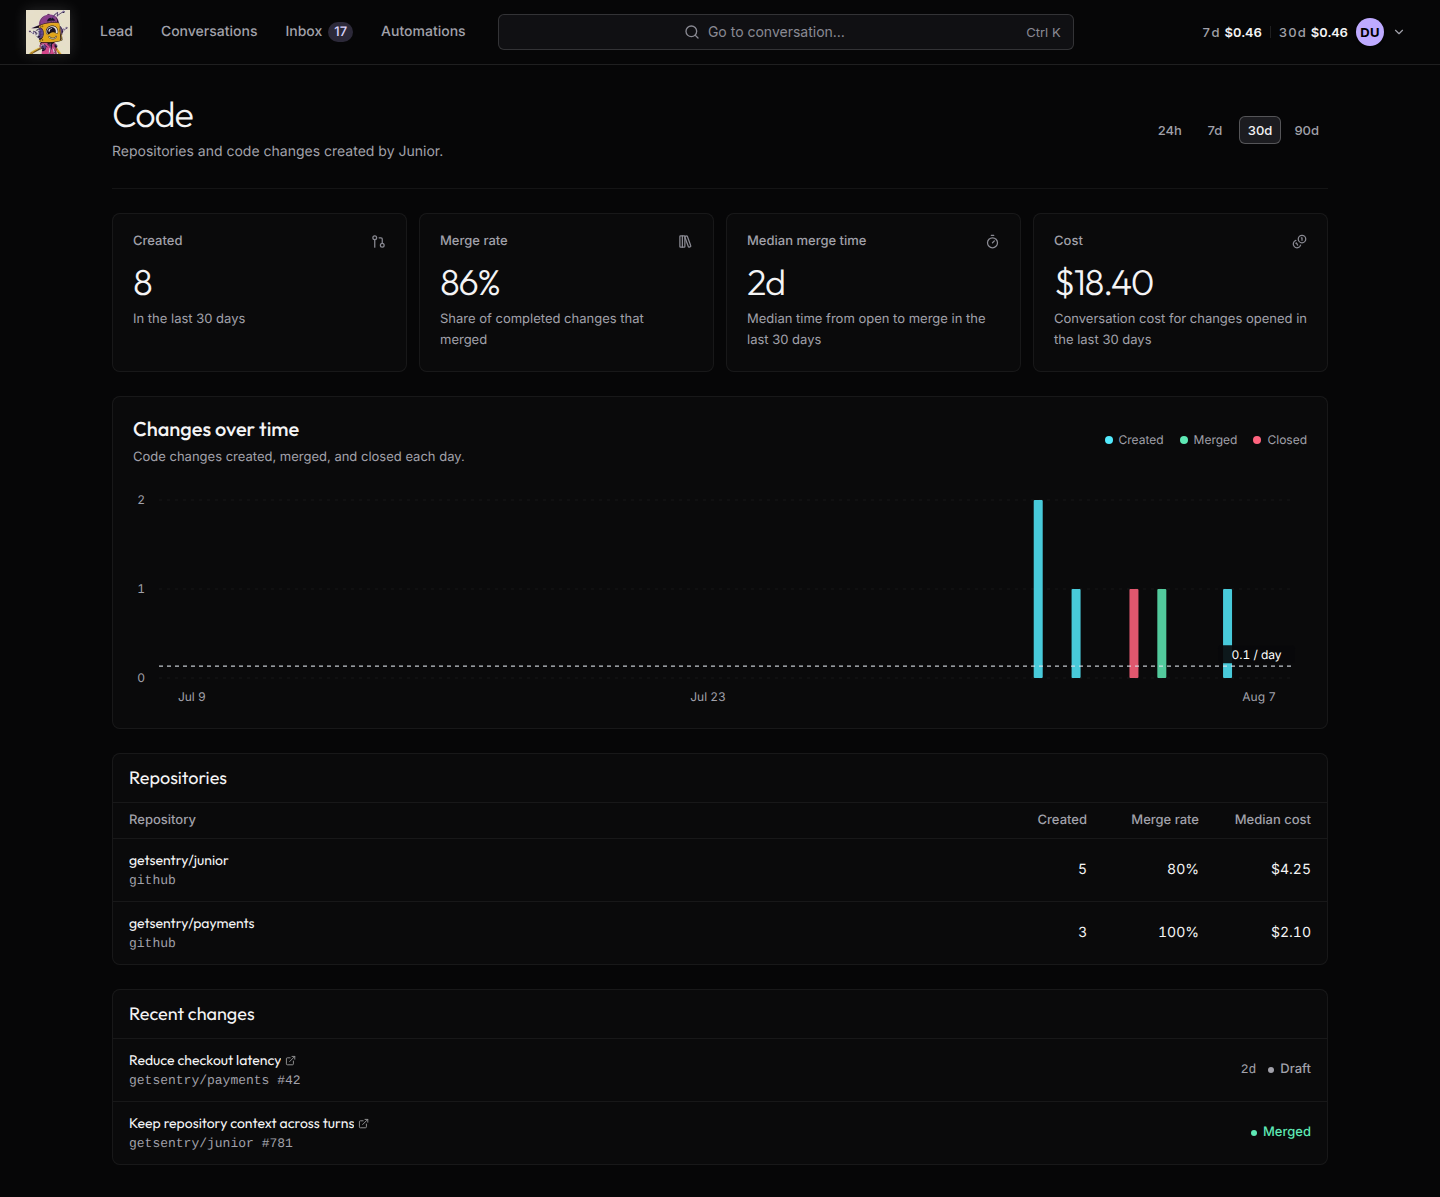 Lead
Conversations
Inbox 17
Automations
Go to conversation...
Ctrl K
7d $0.46
30d $0.46
DU
Code
Repositories and code changes created by Junior.
24h
7d
30d
90d
Created
8
In the last 30 days
Merge rate
86%
Share of completed changes that
merged
Median merge time
2d
Median time from open to merge in the
last 30 days
Cost
$18.40
Conversation cost for changes opened in
the last 30 days
Changes over time
Code changes created, merged, and closed each day.
Created
Merged
Closed
2
1
0
0.1 / day
Jul 9
Jul 23
Aug 7
Repositories
Repository
Created
Merge rate
Median cost
getsentry/junior
github
5
80%
$4.25
getsentry/payments
github
3
100%
$2.10
Recent changes
Reduce checkout latency
getsentry/payments #42
2d
Draft
Keep repository context across turns
getsentry/junior #781
Merged